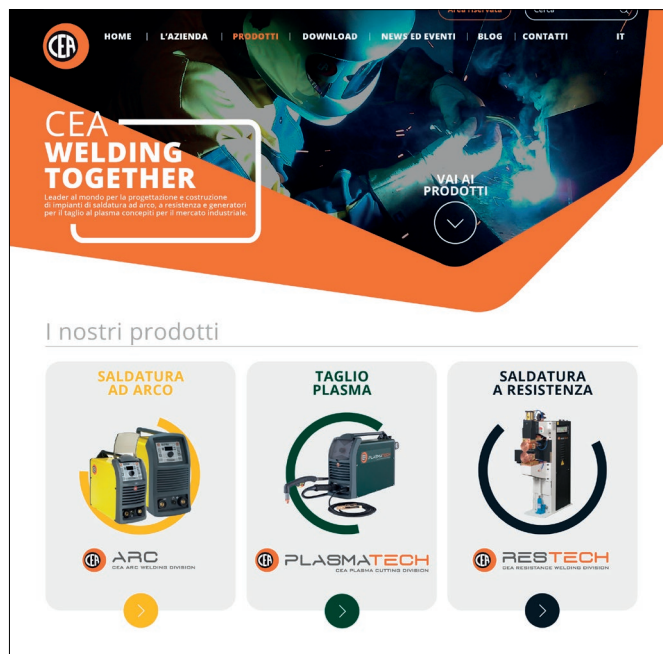 Area riservata
Cerca
CEA
HOME | L'AZIENDA | PRODOTTI | DOWNLOAD | NEWS ED EVENTI | BLOG | CONTATTI
IT
CEA
WELDING
TOGETHER
Leader al mondo per la progettazione e costruzione
di impianti di saldatura ad arco, a resistenza e generatori
per il taglio al plasma concepiti per il mercato industriale.
VAI AI
PRODOTTI
I nostri prodotti
SALDATURA
AD ARCO
CEA ARC
CEA ARC WELDING DIVISION
TAGLIO
PLASMA
PLASMATECH
CEA PLASMATECH
CEA PLASMA CUTTING DIVISION
SALDATURA
A RESISTENZA
CEA RESTECH
CEA RESISTANCE WELDING DIVISION